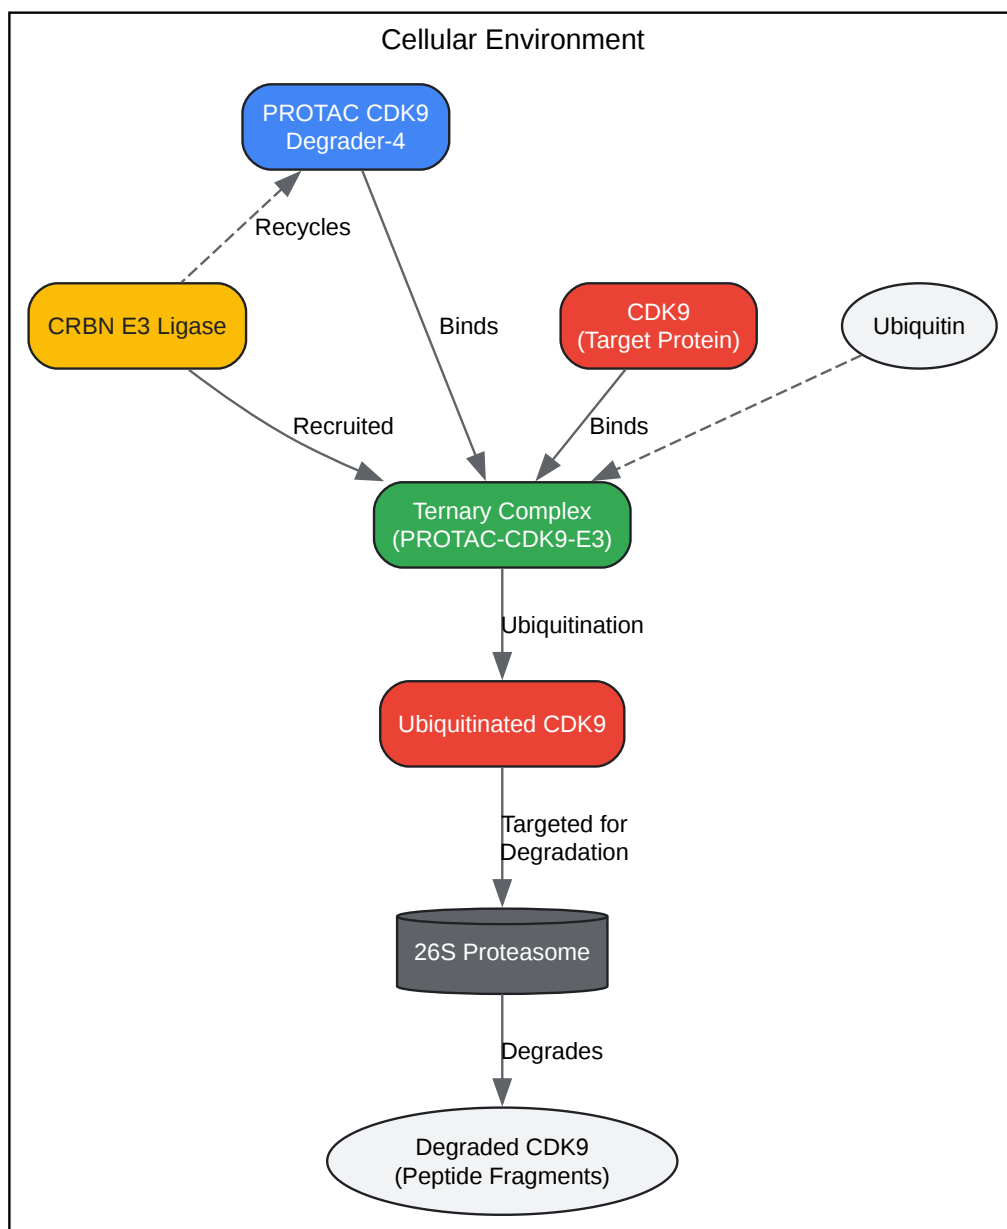 Cellular Environment
PROTAC CDK9
Degrader-4
Recycles
CRBN E3 Ligase
Binds
CDK9
(Target Protein)
Ubiquitin
Recruited
Binds
Ternary Complex
(PROTAC-CDK9-E3)
Ubiquitination
Ubiquitinated CDK9
Targeted for
Degradation
26S Proteasome
Degrades
Degraded CDK9
(Peptide Fragments)